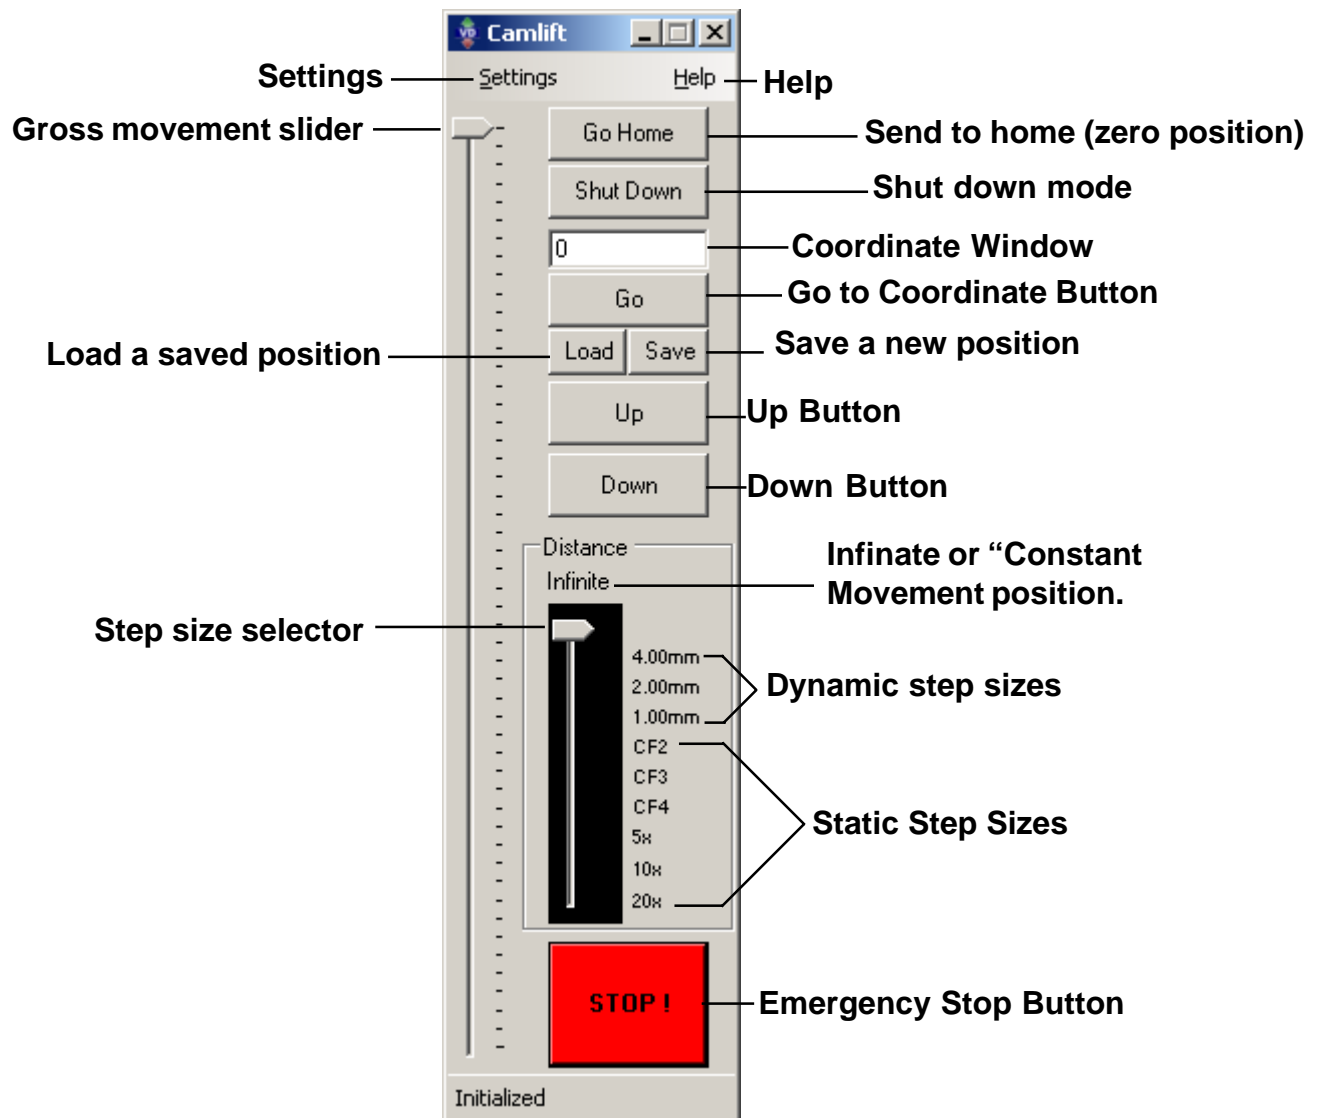 Camlift
Settings
Settings
Help
Help
Gross movement slider
Go Home
Send to home (zero position)
Shut Down
Shut down mode
0
Coordinate Window
Go
Go to Coordinate Button
Load a saved position
Load
Save
Save a new position
Up
Up Button
Down
Down Button
Distance
Infinite
Infinate or “Constant
Movement position.
Step size selector
4.00mm
2.00mm
1.00mm
Dynamic step sizes
CF2
CF3
CF4
5x
10x
20x
Static Step Sizes
STOP !
Emergency Stop Button
Initialized